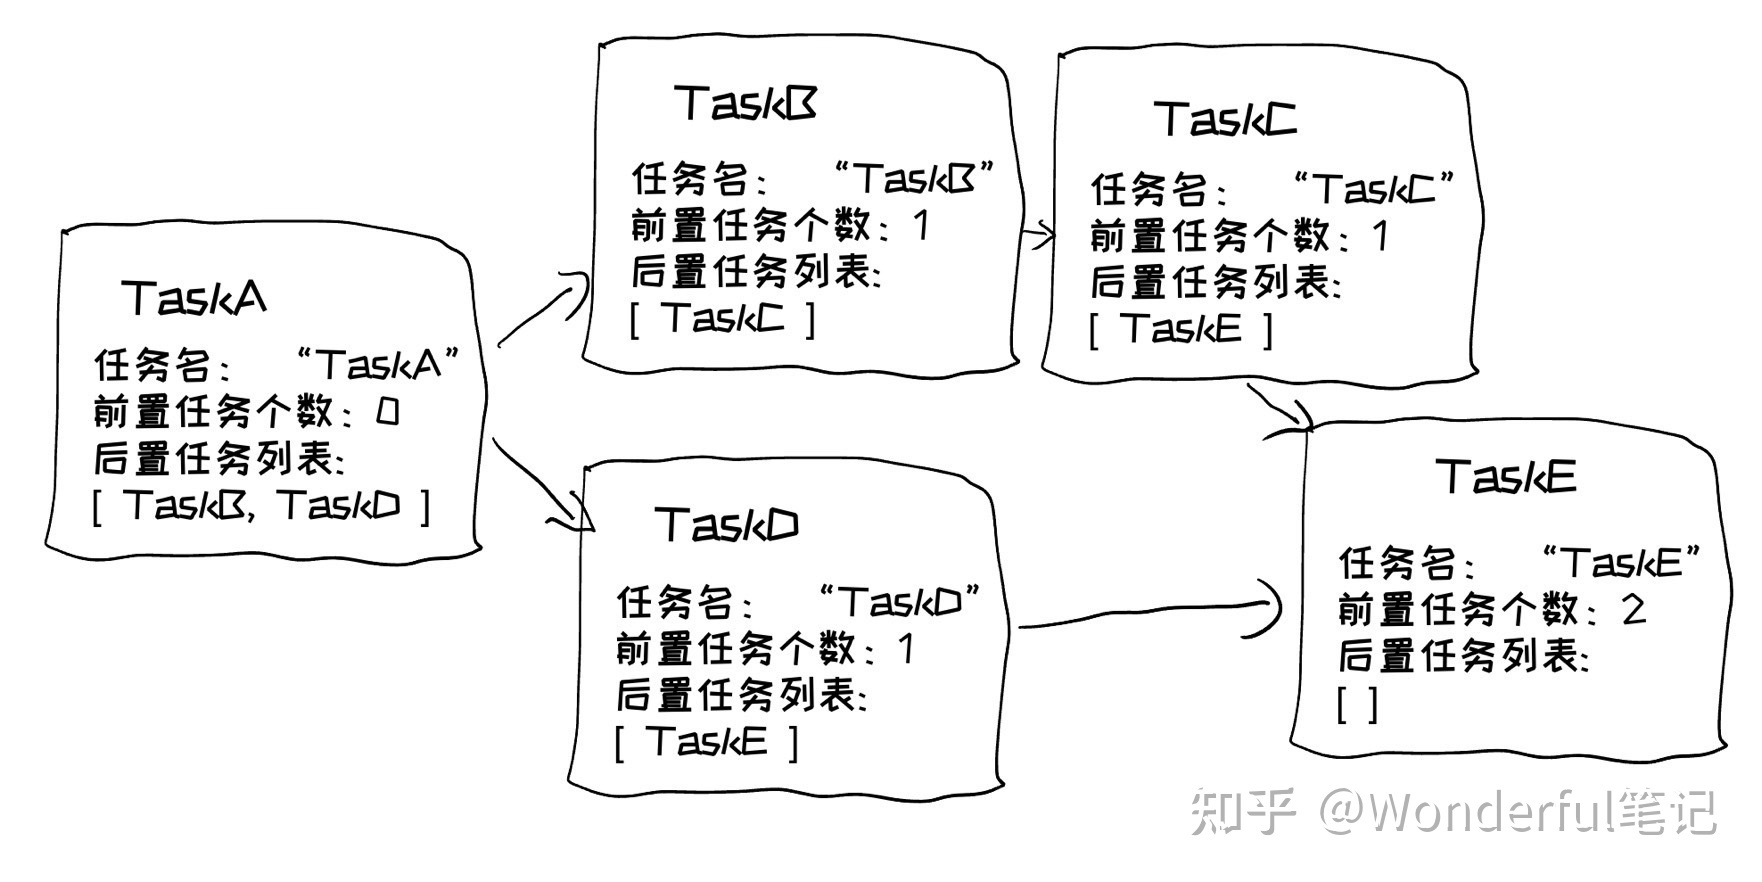 TaskA
任务名： “TaskA”
前置任务个数：0
后置任务列表：
[ TaskB, TaskD ]
TaskB
任务名： “TaskB”
前置任务个数：1
后置任务列表：
[ TaskC ]
TaskC
任务名： “TaskC”
前置任务个数：1
后置任务列表：
[ TaskE ]
TaskD
任务名： “TaskD”
前置任务个数：1
后置任务列表：
[ TaskE ]
TaskE
任务名： “TaskE”
前置任务个数：2
后置任务列表：
[ ]
知乎 @Wonderful笔记